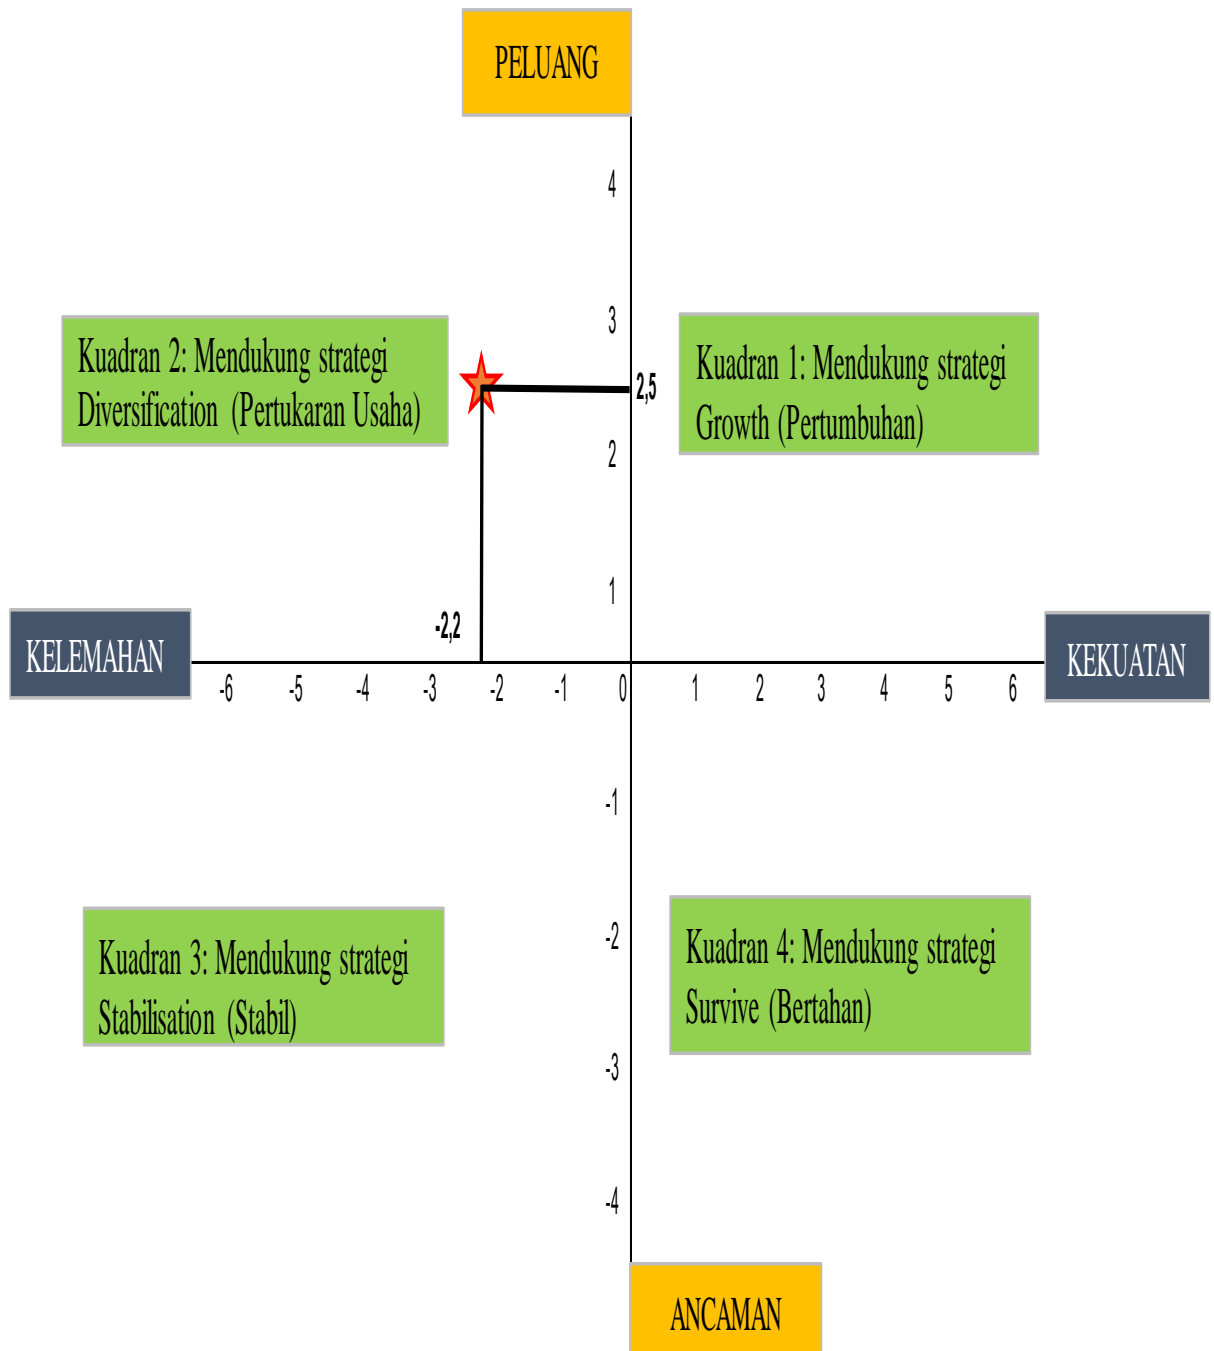 PELUANG
4
3
Kuadran 2: Mendukung strategi
Diversification (Pertukaran Usaha)
Kuadran 1: Mendukung strategi
Growth (Pertumbuhan)
2,5
2
1
-2,2
KELEMAHAN
KEKUATAN
-6 -5 -4 -3 -2 -1 0 1 2 3 4 5 6
-1
-2
Kuadran 3: Mendukung strategi
Stabilisation (Stabil)
Kuadran 4: Mendukung strategi
Survive (Bertahan)
-3
-4
ANCAMAN